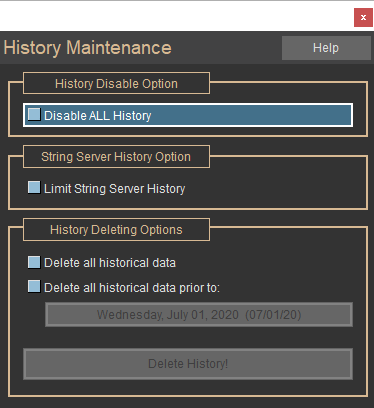 x
History Maintenance
Help
History Disable Option
Disable ALL History
String Server History Option
Limit String Server History
History Deleting Options
Delete all historical data
Delete all historical data prior to:
Wednesday, July 01, 2020 (07/01/20)
Delete History!